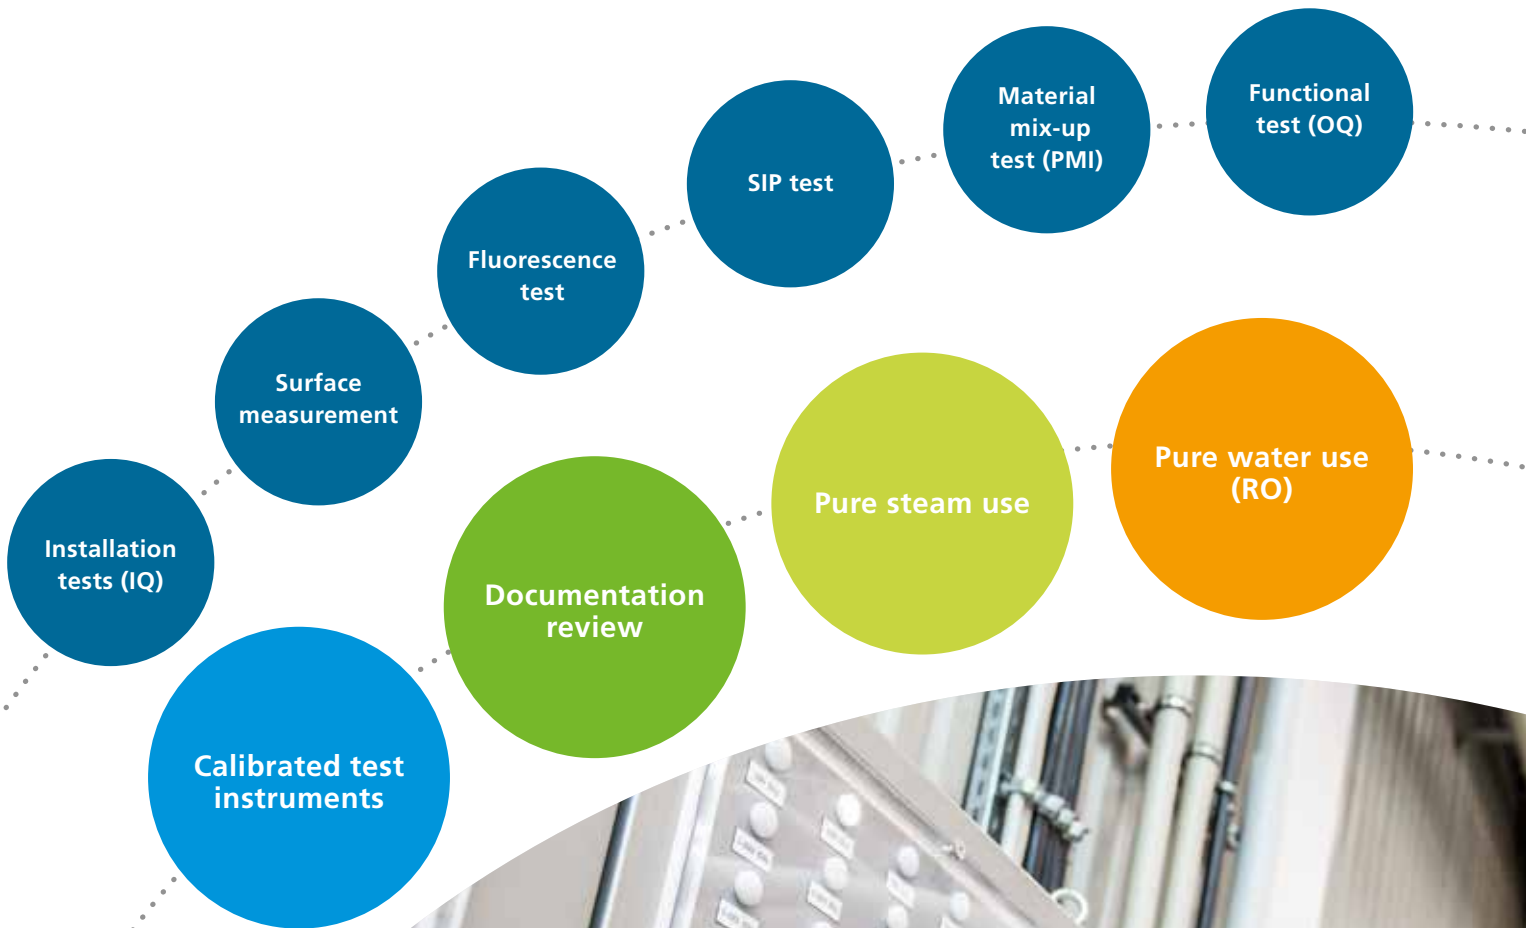 Installation
tests (IQ)
Surface
measurement
Fluorescence
test
SIP test
Material
mix-up
test (PMI)
Functional
test (OQ)
Calibrated test
instruments
Documentation
review
Pure steam use
Pure water use
(RO)